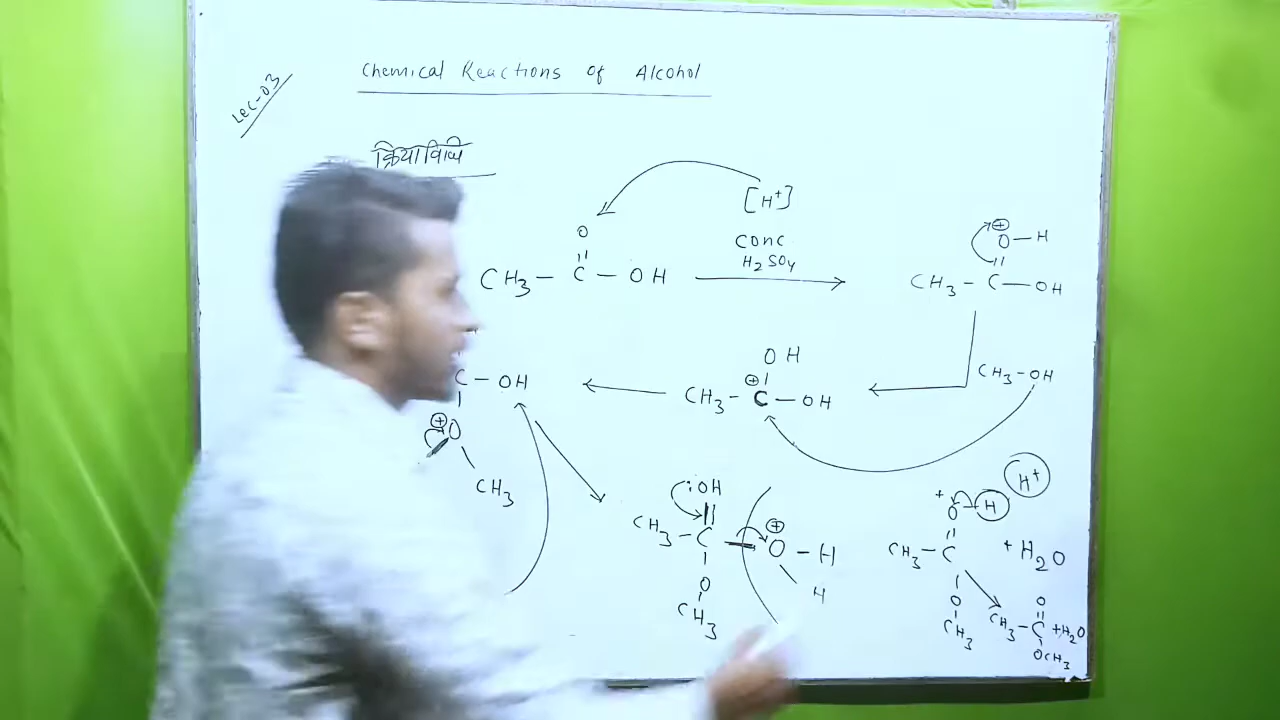 Lec-03
Chemical Reactions of Alcohol
क्रियाविधि
[H⁺]
O
||
CH₃ — C — OH
Conc.
H₂SO₄
⊕
O — H
||
CH₃ — C — OH
CH₃ — OH
OH
⊕ |
CH₃ — C — OH
C — OH
|
⊕ O
CH₃
:OH
||
CH₃ — C — O — H
⊕
H
|
O
|
CH₃
H⁺
+
O — H
||
CH₃ — C + H₂O
|
O
|
CH₃
O
||
CH₃ — C + H₂O
|
OCH₃